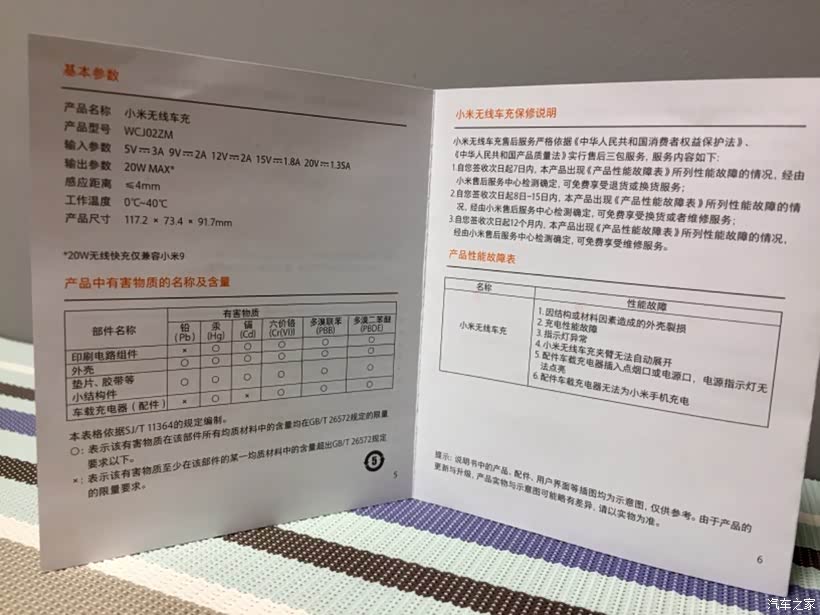 基本参数
产品名称 小米无线车充
产品型号 WCJ02ZM
输入参数 5V⎓3A 9V⎓2A 12V⎓2A 15V⎓1.8A 20V⎓1.35A
输出参数 20W MAX*
感应距离 ≤4mm
工作温度 0℃~40℃
产品尺寸 117.2 × 73.4 × 91.7mm
*20W无线快充仅兼容小米9
产品中有害物质的名称及含量
部件名称 有害物质
铅(Pb) 汞(Hg) 镉(Cd) 六价铬(Cr(VI)) 多溴联苯(PBB) 多溴二苯醚(PBDE)
印刷电路组件 × ○ ○ ○ ○ ○
外壳 ○ ○ ○ ○ ○ ○
垫片、胶带等 ○ ○ ○ ○ ○ ○
小结构件
车载充电器（配件） × ○ × ○ ○ ○
本表格依据SJ/T 11364的规定编制。
○：表示该有害物质在该部件所有均质材料中的含量均在GB/T 26572规定的限量
要求以下。
×：表示该有害物质至少在该部件的某一均质材料中的含量超出GB/T 26572规定
的限量要求。
5
5
小米无线车充保修说明
小米无线车充售后服务严格依据《中华人民共和国消费者权益保护法》、
《中华人民共和国产品质量法》实行售后三包服务，服务内容如下：
1.自您签收次日起7日内，本产品出现《产品性能故障表》所列性能故障的情况，经由
小米售后服务中心检测确定，可免费享受退货或换货服务；
2.自您签收次日起8日-15日内，本产品出现《产品性能故障表》所列性能故障的情
况，经由小米售后服务中心检测确定，可免费享受换货或者维修服务；
3.自您签收次日起12个月内，本产品出现《产品性能故障表》所列性能故障的情况，
经由小米售后服务中心检测确定，可免费享受维修服务。
产品性能故障表
名称 性能故障
小米无线车充
1.因结构或材料因素造成的外壳裂损
2.充电性能故障
3.指示灯异常
4.小米无线车充夹臂无法自动展开
5.配件车载充电器插入点烟口或电源口，电源指示灯无
法点亮
6.配件车载充电器无法为小米手机充电
提示：说明书中的产品、配件、用户界面等插图均为示意图，仅供参考。由于产品的
更新与升级，产品实物与示意图可能略有差异，请以实物为准。
6
汽车之家